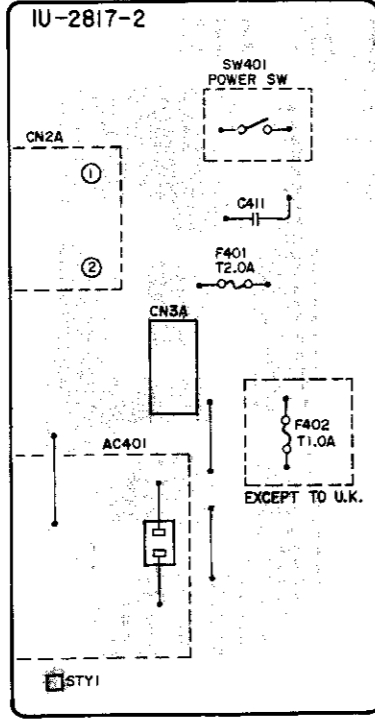 1U-2817-2
SW401
POWER SW
CN2A
1
C411
2
F401
T2.0A
CN3A
F402
T1.0A
AC401
EXCEPT TO U.K.
STY1